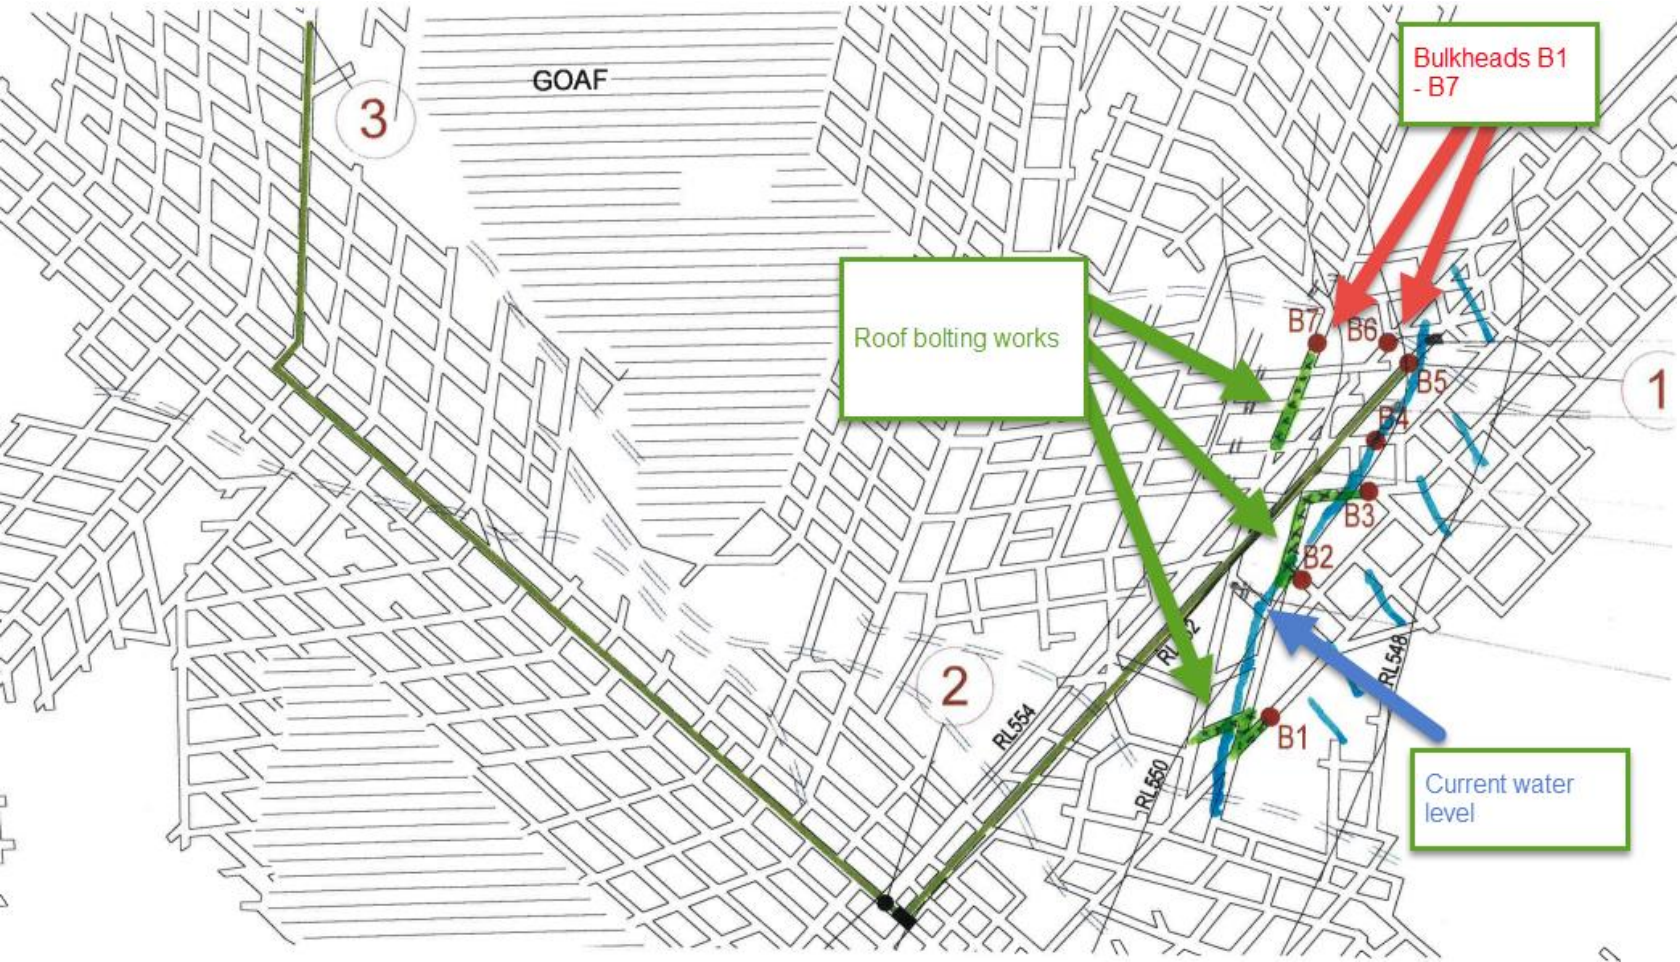 Bulkheads B1
- B7
GOAF
3
Roof bolting works
B7
B6
B5
1
B4
B3
B2
RL548
2
RL554
B1
RL550
Current water
level